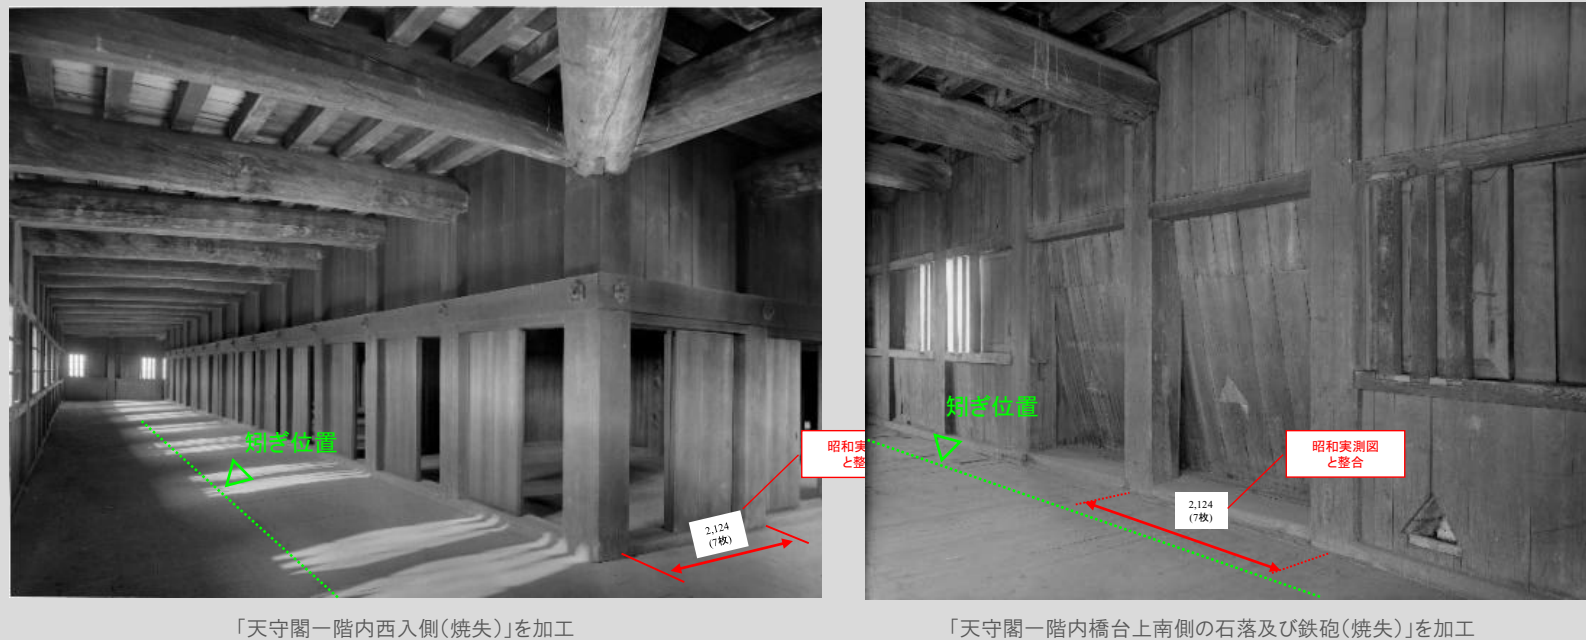 矧ぎ位置
昭和実
と整
2,124
(7枚)
「天守閣一階内西入側(焼失)」を加工
矧ぎ位置
昭和実測図
と整合
2,124
(7枚)
「天守閣一階内橋台上南側の石落及び鉄砲(焼失)」を加工